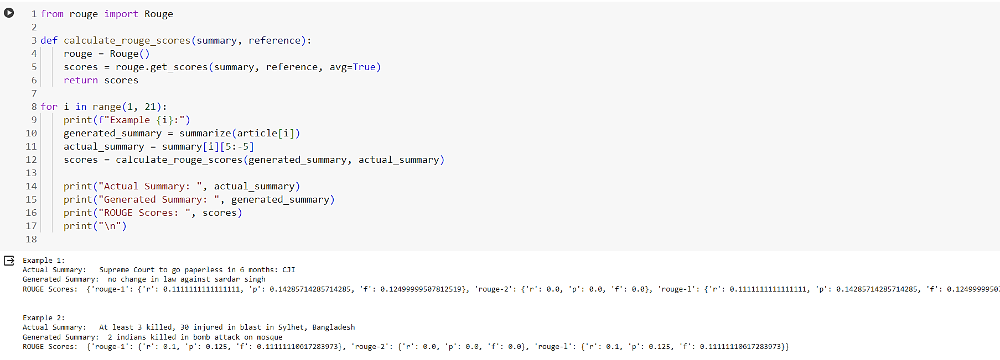 1 from rouge import Rouge
2
3 def calculate_rouge_scores(summary, reference):
4     rouge = Rouge()
5     scores = rouge.get_scores(summary, reference, avg=True)
6     return scores
7
8 for i in range(1, 21):
9     print(f"Example {i}:")
10     generated_summary = summarize(article[i])
11     actual_summary = summary[i][5:-5]
12     scores = calculate_rouge_scores(generated_summary, actual_summary)
13
14     print("Actual Summary: ", actual_summary)
15     print("Generated Summary: ", generated_summary)
16     print("ROUGE Scores: ", scores)
17     print("\n")
18
Example 1:
Actual Summary:   Supreme Court to go paperless in 6 months: CJI
Generated Summary:  no change in law against sardar singh
ROUGE Scores:  {'rouge-1': {'r': 0.1111111111111111, 'p': 0.14285714285714285, 'f': 0.12499999507812519}, 'rouge-2': {'r': 0.0, 'p': 0.0, 'f': 0.0}, 'rouge-l': {'r': 0.1111111111111111, 'p': 0.14285714285714285, 'f': 0.1249999950
Example 2:
Actual Summary:   At least 3 killed, 30 injured in blast in Sylhet, Bangladesh
Generated Summary:  2 indians killed in bomb attack on mosque
ROUGE Scores:  {'rouge-1': {'r': 0.1, 'p': 0.125, 'f': 0.11111110617283973}, 'rouge-2': {'r': 0.0, 'p': 0.0, 'f': 0.0}, 'rouge-l': {'r': 0.1, 'p': 0.125, 'f': 0.11111110617283973}}